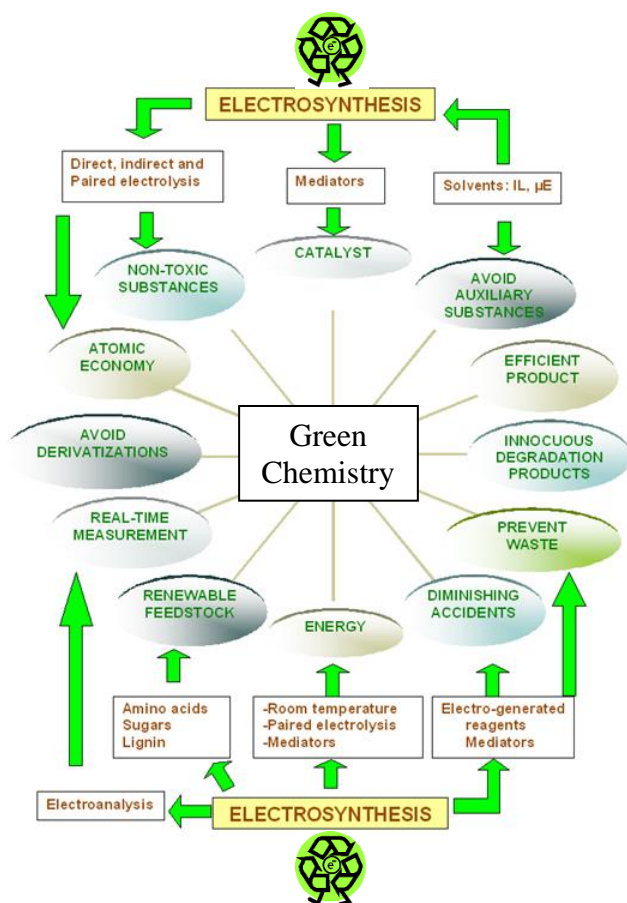 e-
ELECTROSYNTHESIS
Direct, indirect and
Paired electrolysis
Mediators
Solvents: IL, µE
NON-TOXIC
SUBSTANCES
CATALYST
AVOID
AUXILIARY
SUBSTANCES
ATOMIC
ECONOMY
EFFICIENT
PRODUCT
AVOID
DERIVATIZATIONS
Green
Chemistry
INNOCUOUS
DEGRADATION
PRODUCTS
REAL-TIME
MEASUREMENT
PREVENT
WASTE
RENEWABLE
FEEDSTOCK
ENERGY
DIMINISHING
ACCIDENTS
Amino acids
Sugars
Lignin
-Room temperature
-Paired electrolysis
-Mediators
Electro-generated
reagents
Mediators
Electroanalysis
ELECTROSYNTHESIS
e-